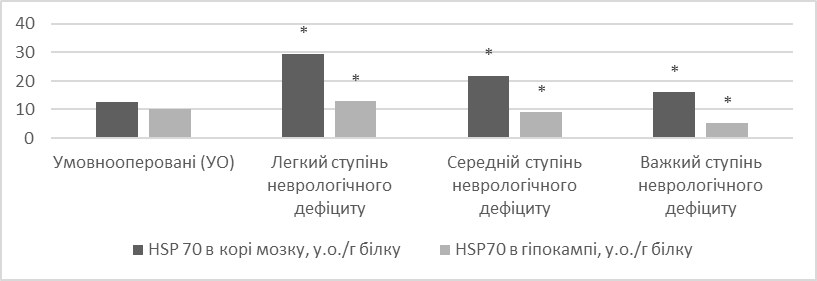 40
30
20
10
0
* * * * * *
Умовнооперовані (УО)
Легкий ступінь
неврологічного
дефіциту
Середній ступінь
неврологічного
дефіциту
Важкий ступінь
неврологічного
дефіциту
HSP 70 в корі мозку, у.о./г білку
HSP70 в гіпокампі, у.о./г білку